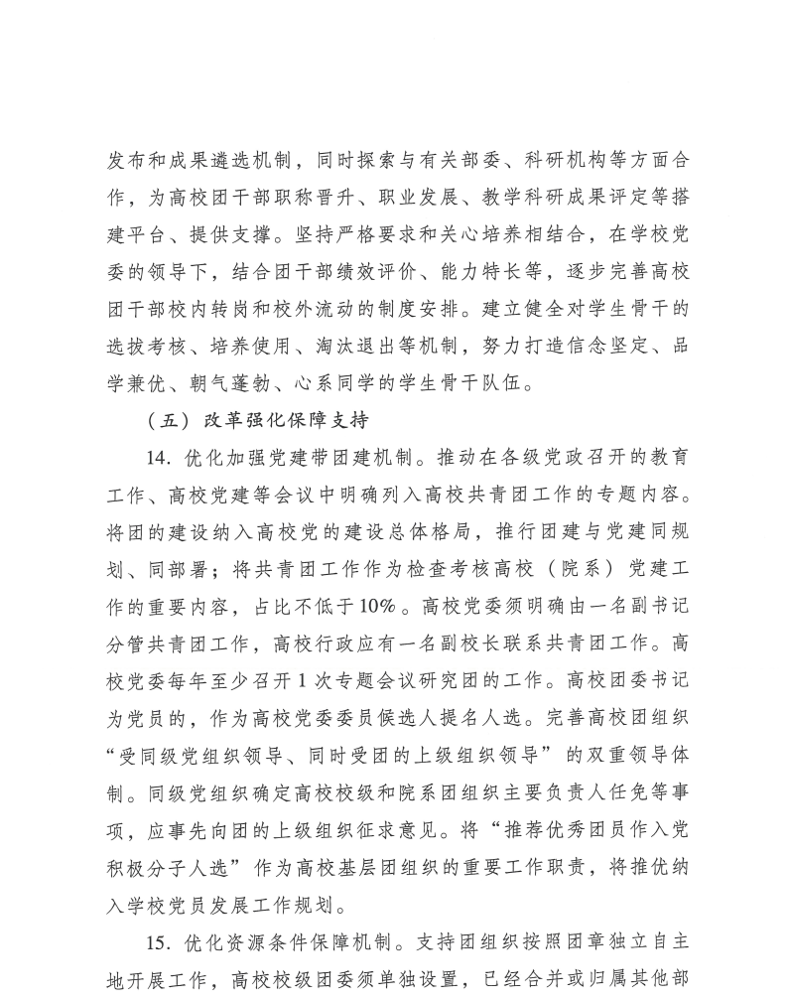 发布和成果遴选机制，同时探索与有关部委、科研机构等方面合
作，为高校团干部职称晋升、职业发展、教学科研成果评定等搭
建平台、提供支撑。坚持严格要求和关心培养相结合，在学校党
委的领导下，结合团干部绩效评价、能力特长等，逐步完善高校
团干部校内转岗和校外流动的制度安排。建立健全对学生骨干的
选拔考核、培养使用、淘汰退出等机制，努力打造信念坚定、品
学兼优、朝气蓬勃、心系同学的学生骨干队伍。
（五）改革强化保障支持
14. 优化加强党建带团建机制。推动在各级党政召开的教育
工作、高校党建等会议中明确列入高校共青团工作的专题内容。
将团的建设纳入高校党的建设总体格局，推行团建与党建同规
划、同部署；将共青团工作作为检查考核高校（院系）党建工
作的重要内容，占比不低于10%。高校党委须明确由一名副书记
分管共青团工作，高校行政应有一名副校长联系共青团工作。高
校党委每年至少召开1次专题会议研究团的工作。高校团委书记
为党员的，作为高校党委委员候选人提名人选。完善高校团组织
“受同级党组织领导、同时受团的上级组织领导”的双重领导体
制。同级党组织确定高校校级和院系团组织主要负责人任免等事
项，应事先向团的上级组织征求意见。将“推荐优秀团员作入党
积极分子人选”作为高校基层团组织的重要工作职责，将推优纳
入学校党员发展工作规划。
15. 优化资源条件保障机制。支持团组织按照团章独立自主
地开展工作，高校校级团委须单独设置，已经合并或归属其他部